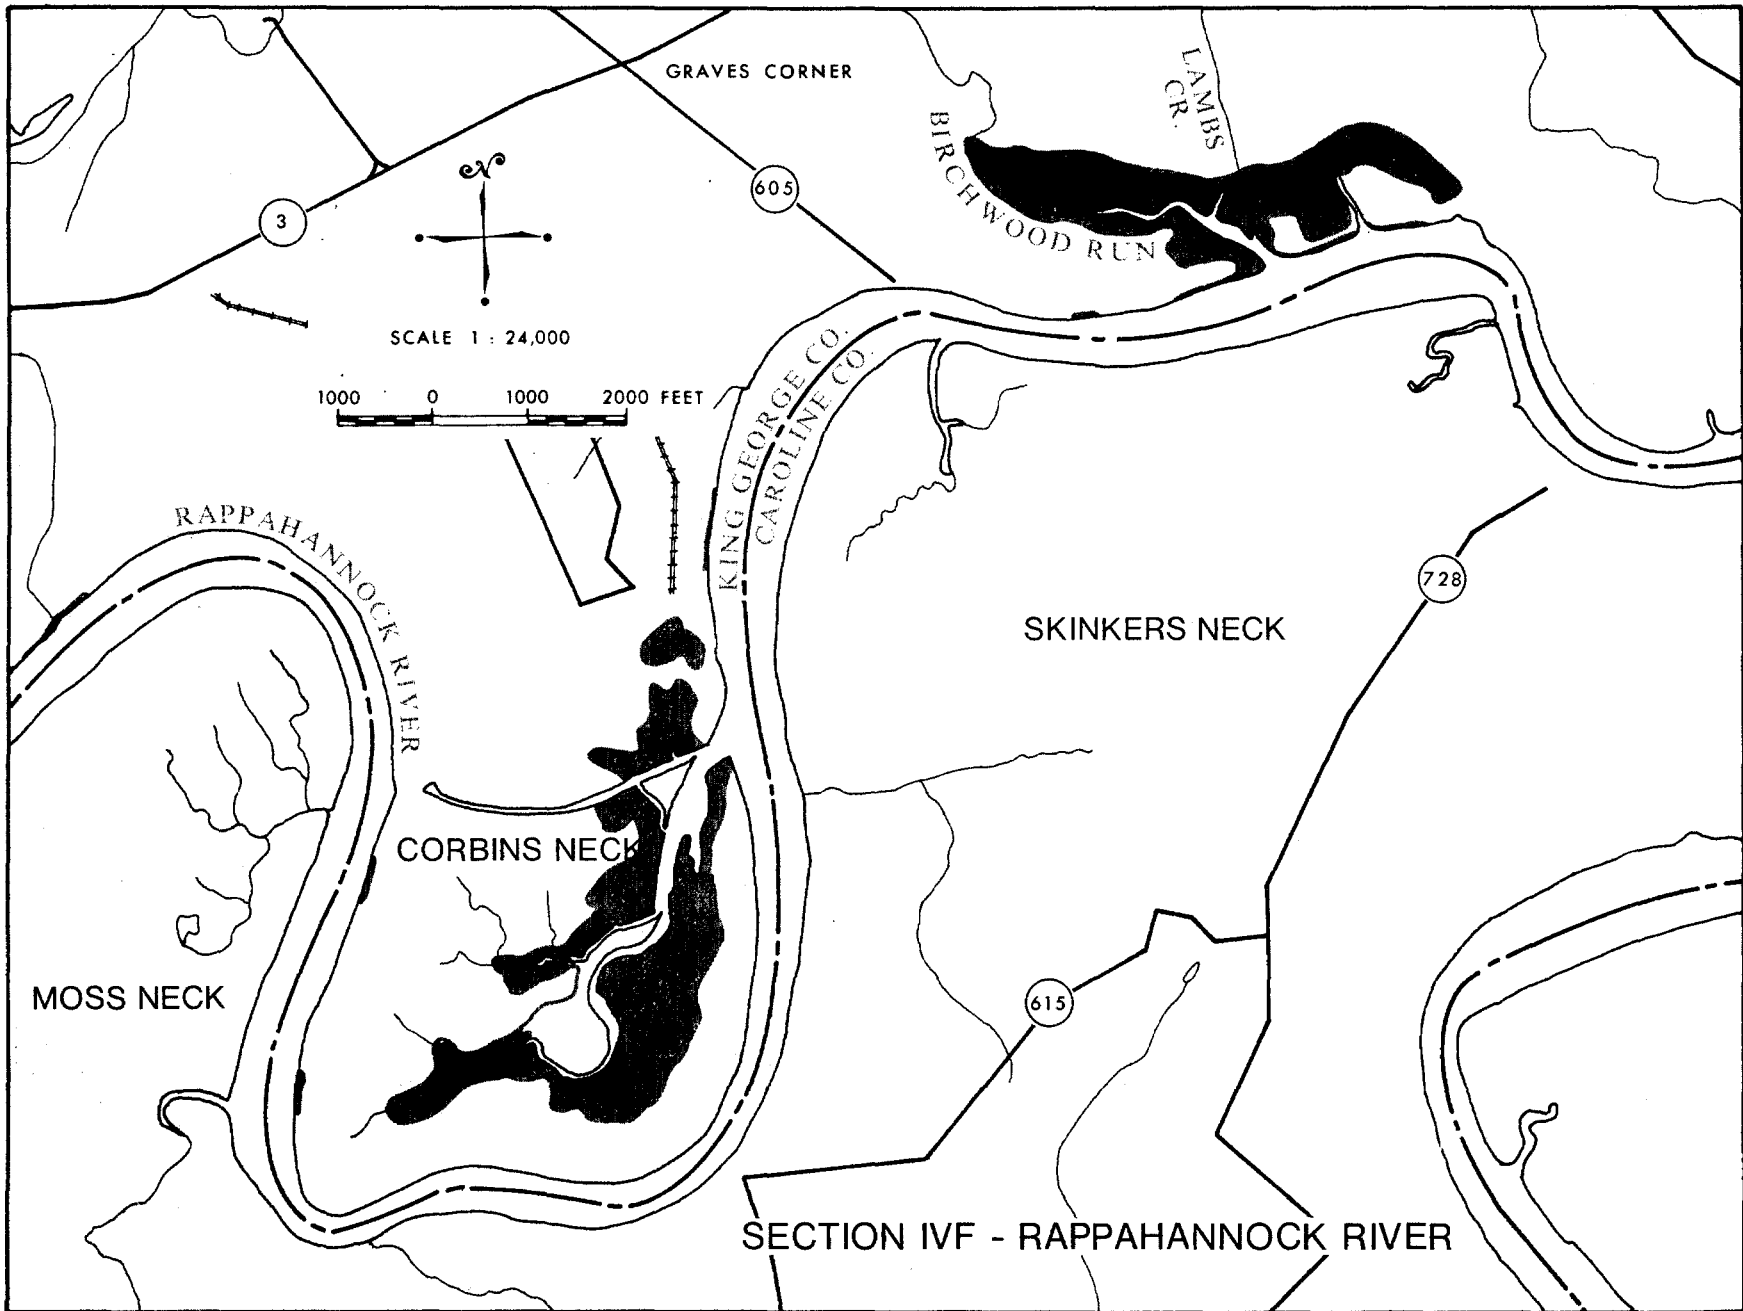 GRAVES CORNER
LAMBS
CR.
BIRCHWOOD RUN
605
3
N
SCALE 1 : 24,000
1000 0 1000 2000 FEET
KING GEORGE CO.
CAROLINE CO.
RAPPAHANNOCK RIVER
728
SKINKERS NECK
CORBINS NECK
MOSS NECK
615
SECTION IVF - RAPPAHANNOCK RIVER